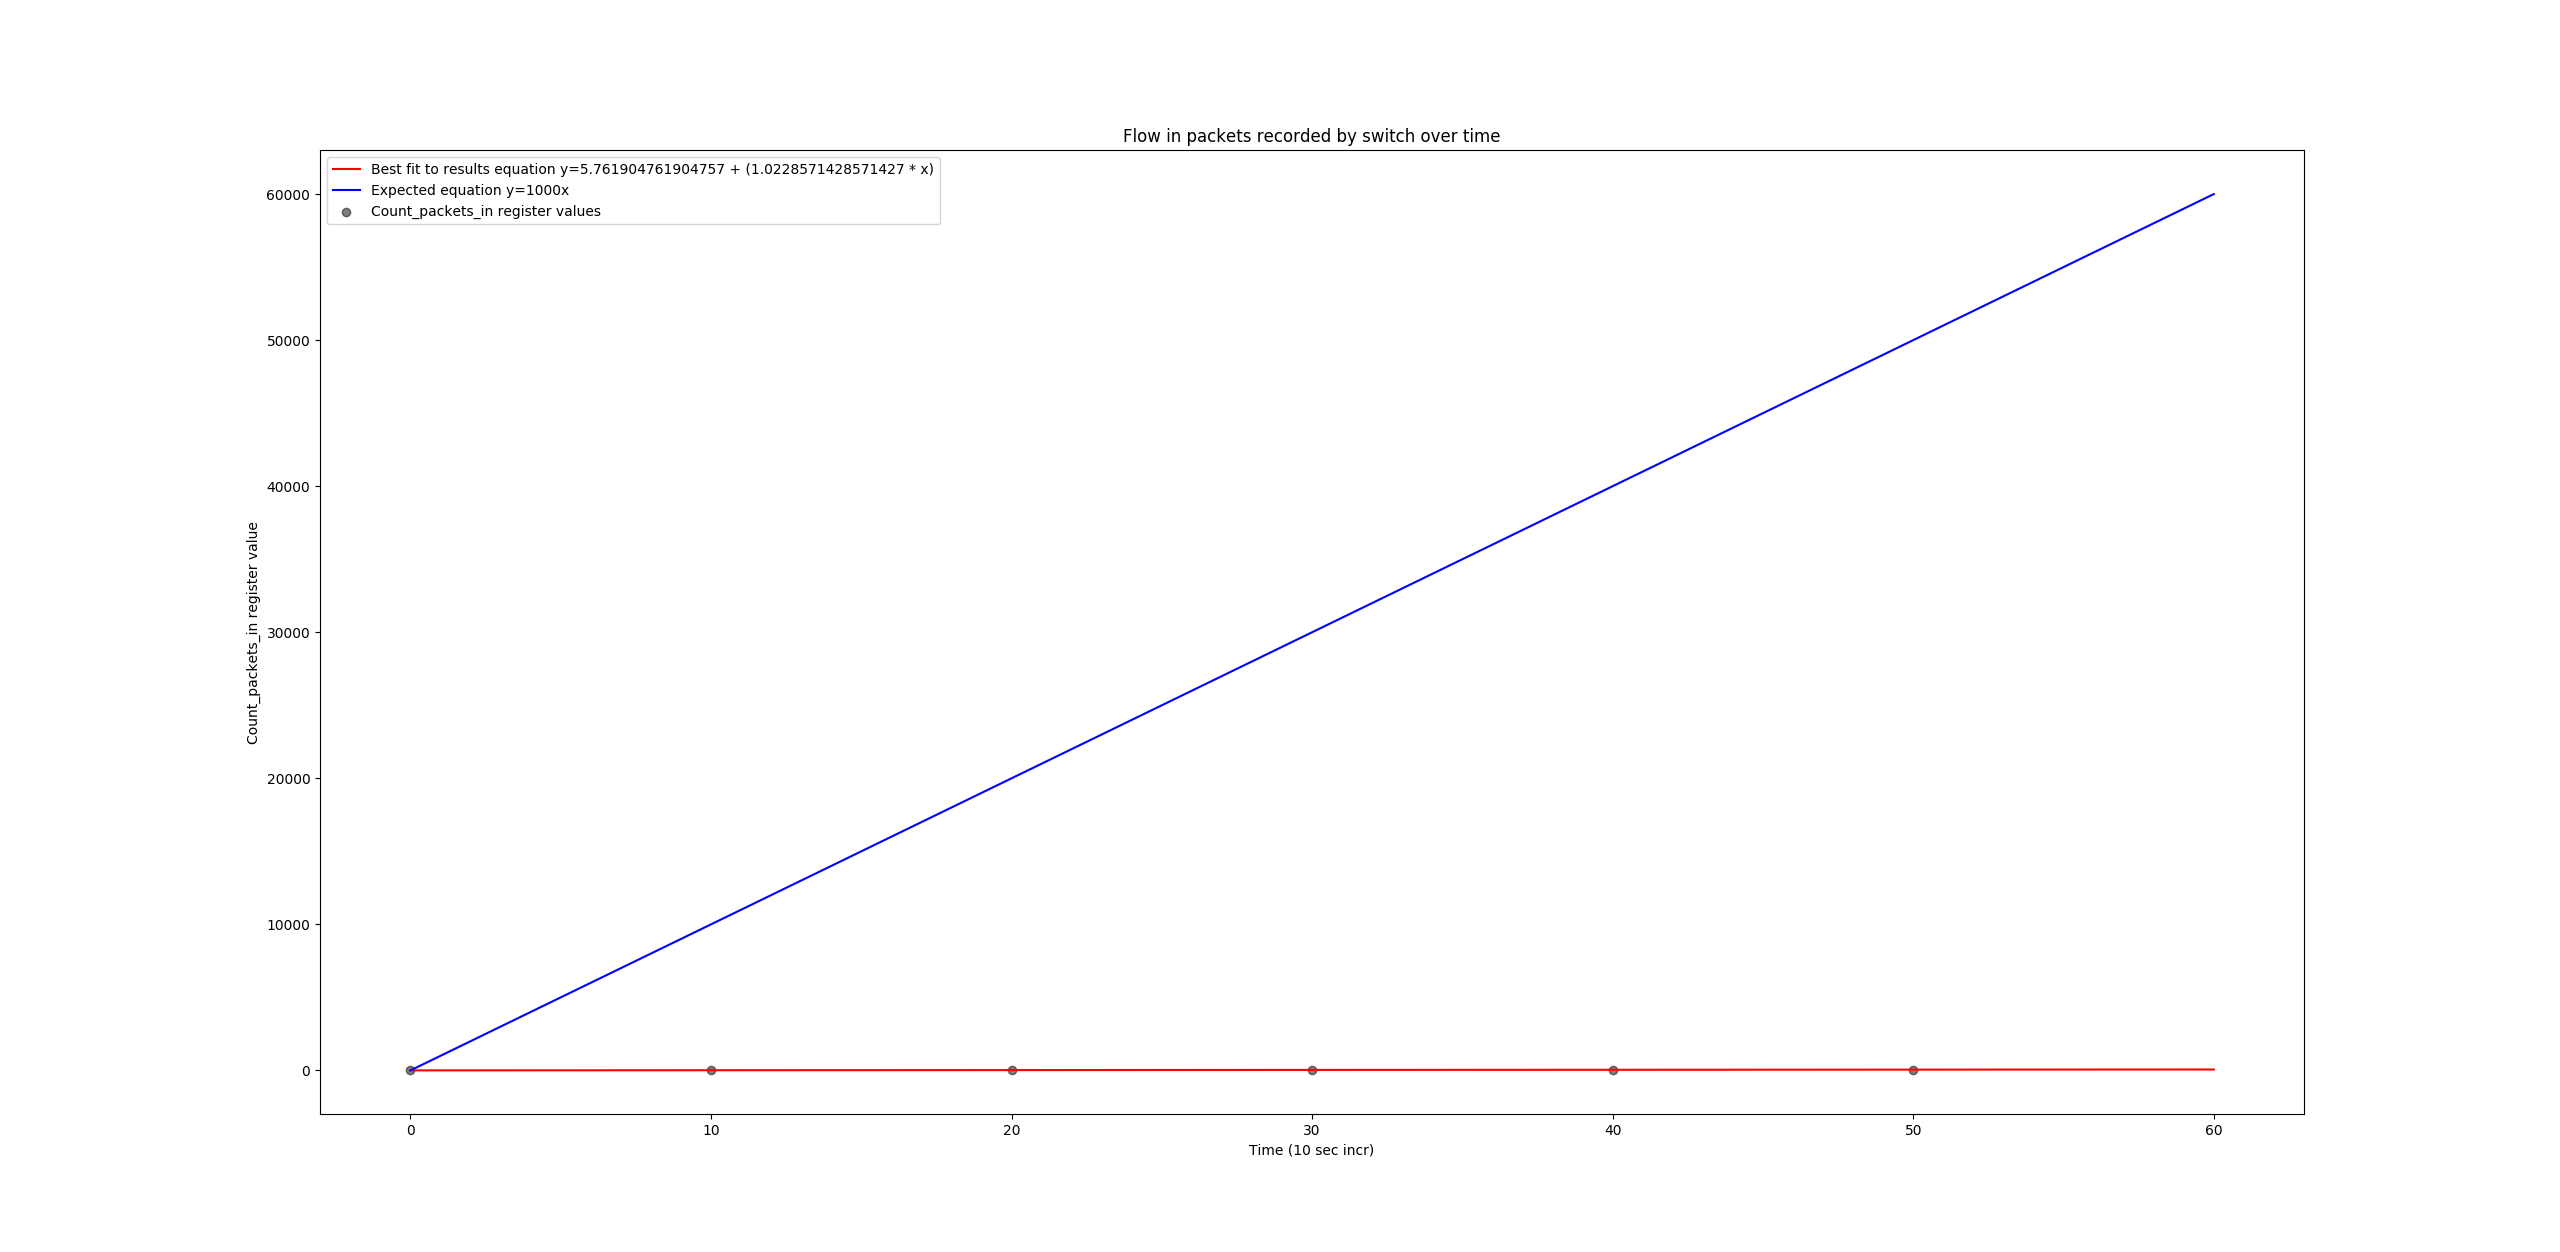 Flow in packets recorded by switch over time
Best fit to results equation y=5.761904761904757 + (1.0228571428571427 * x)
Expected equation y=1000x
Count_packets_in register values
60000
50000
40000
30000
20000
10000
0
Count_packets_in register value
0 10 20 30 40 50 60
Time (10 sec incr)